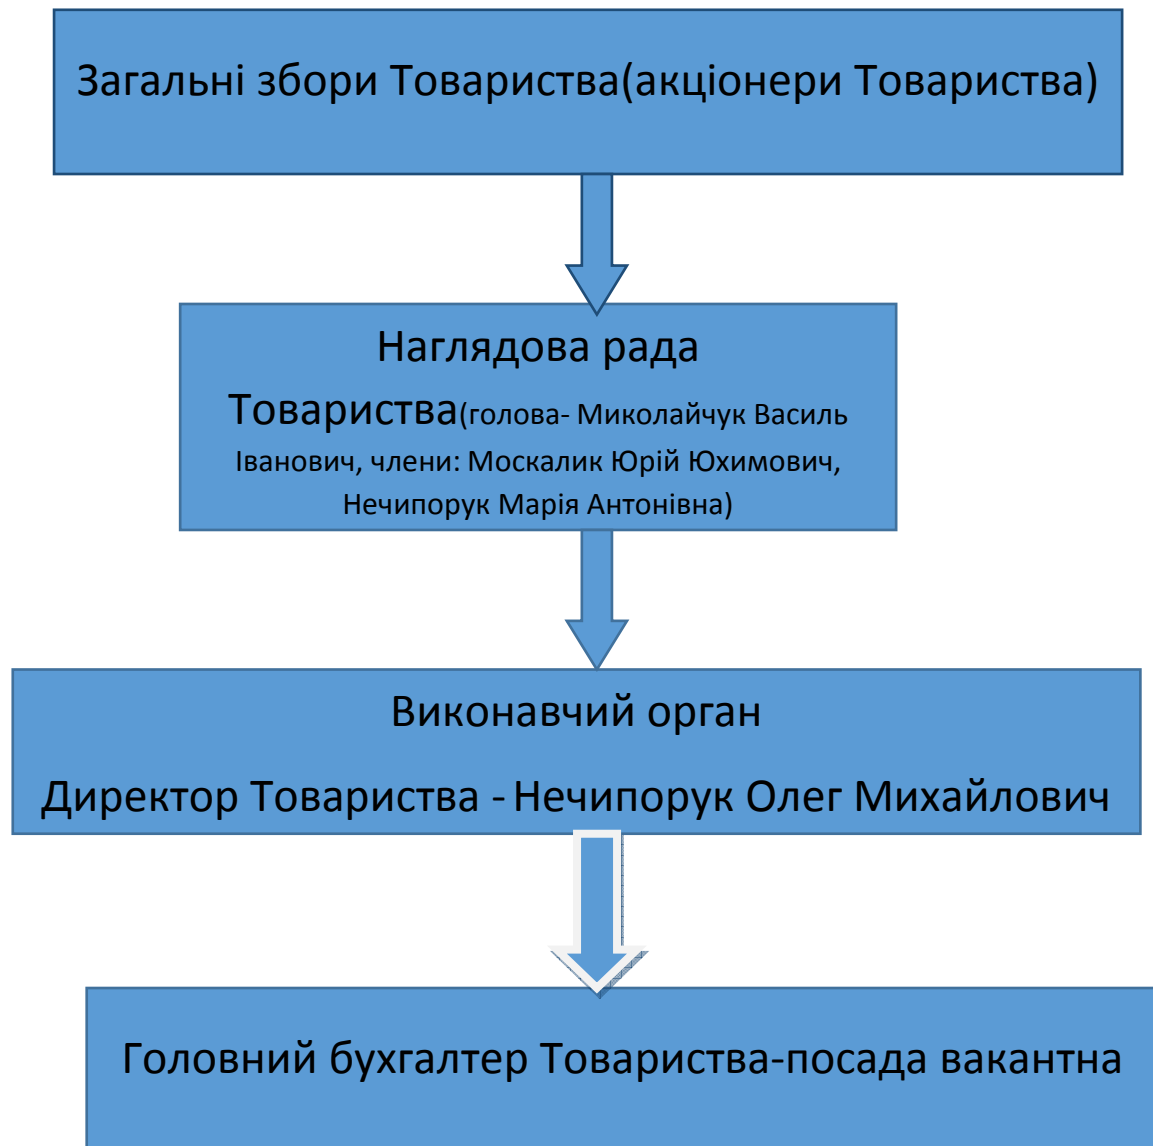 Загальні збори Товариства(акціонери Товариства)
Наглядова рада
Товариства(голова- Миколайчук Василь
Іванович, члени: Москалик Юрій Юхимович,
Нечипорук Марія Антонівна)
Виконавчий орган
Директор Товариства - Нечипорук Олег Михайлович
Головний бухгалтер Товариства-посада вакантна